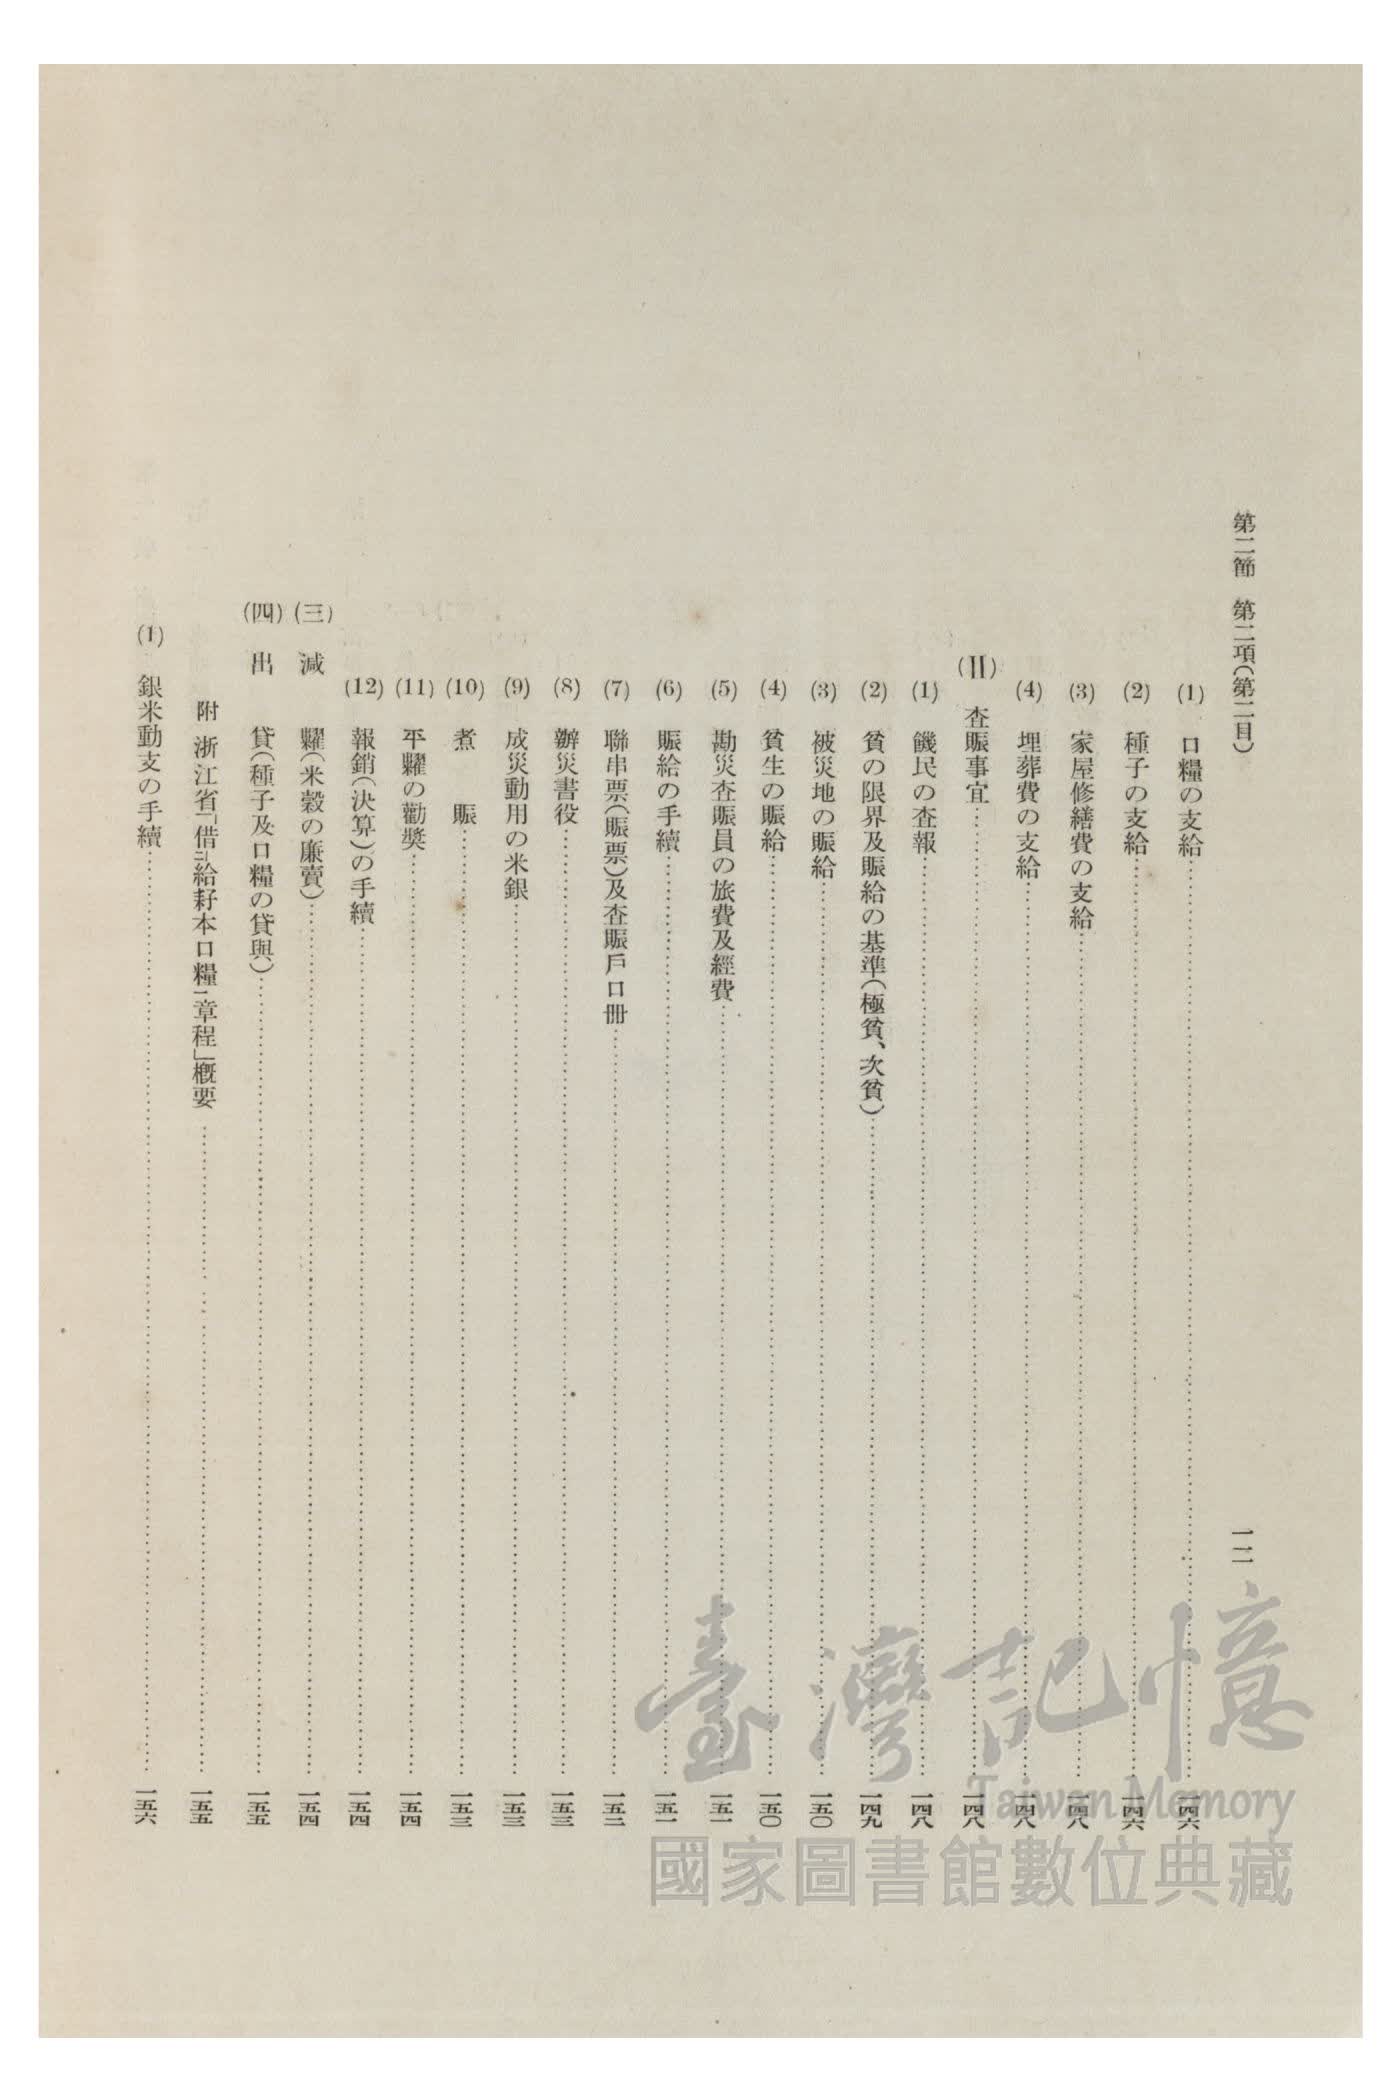 第二節　第二項(第二目)　一二
(1)　口糧の支給……一四六
(2)　種子の支給……一四六
(3)　家屋修繕費の支給……一四八
(4)　埋葬費の支給……一四八
(II)　査賑事宜……一四八
(1)　饑民の査報……一四八
(2)　貧の限界及賑給の基準(極貧、次貧)……一四九
(3)　被災地の賑給……一五〇
(4)　貧生の賑給……一五〇
(5)　勘災査賑員の旅費及經費……一五一
(6)　賑給の手續……一五一
(7)　聯串票(賑票)及査賑戶口冊……一五二
(8)　辦災書役……一五三
(9)　成災動用の米銀……一五三
(10)　煮　賑……一五三
(11)　平糶の勸奬……一五四
(12)　報銷(決算)の手續……一五四
(三)　減　糶(米穀の廉賣)……一五四
(四)　出　貸(種子及口糧の貸與)……一五五
附　浙江省「借二給籽本口糧一章程」槪要……一五五
(1)　銀米動支の手續……一五六
臺灣記憶
Taiwan Memory
國家圖書館數位典藏